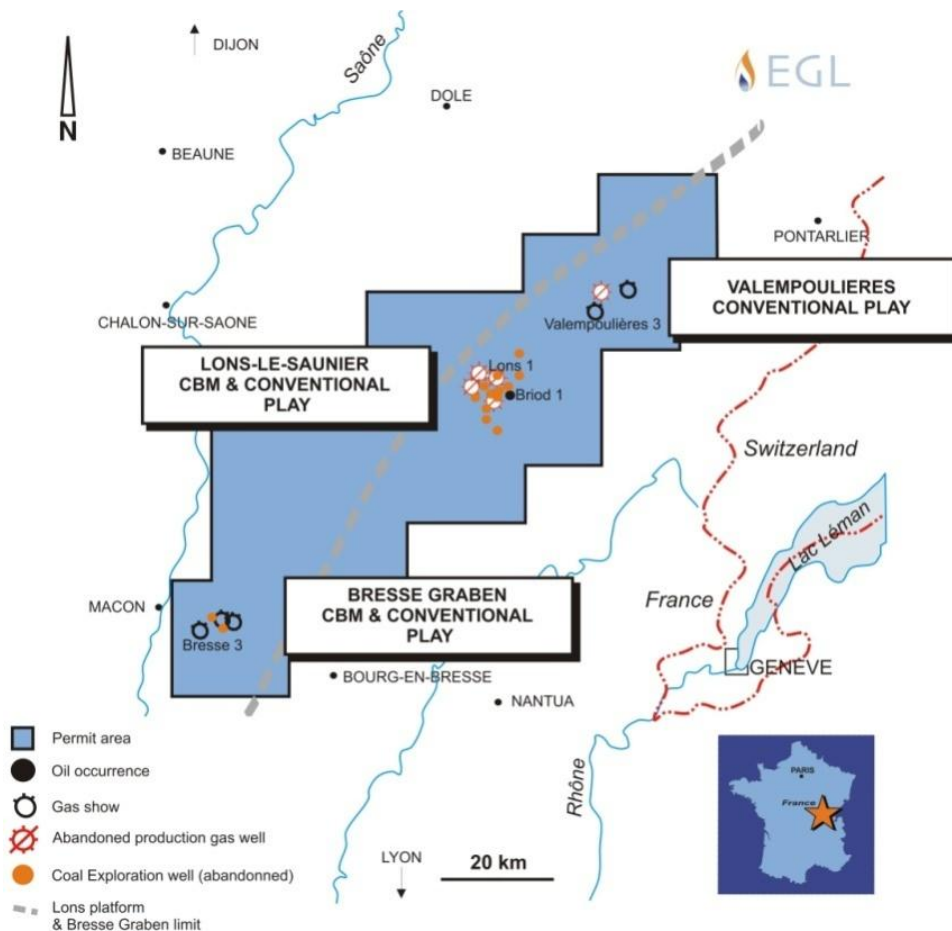 DIJON
Saône
EGL
DOLE
N
BEAUNE
PONTARLIER
CHALON-SUR-SAONE
VALEMPOULIERES
CONVENTIONAL PLAY
Valempoulières 3
LONS-LE-SAUNIER
CBM & CONVENTIONAL
PLAY
Lons 1
Briod 1
Switzerland
Lac Léman
France
MACON
BRESSE GRABEN
CBM & CONVENTIONAL
PLAY
Bresse 3
GENÈVE
BOURG-EN-BRESSE
NANTUA
Permit area
Oil occurrence
Gas show
Abandoned production gas well
Coal Exploration well (abandonned)
Lons platform
& Bresse Graben limit
LYON
20 km
Rhône
PARIS
France